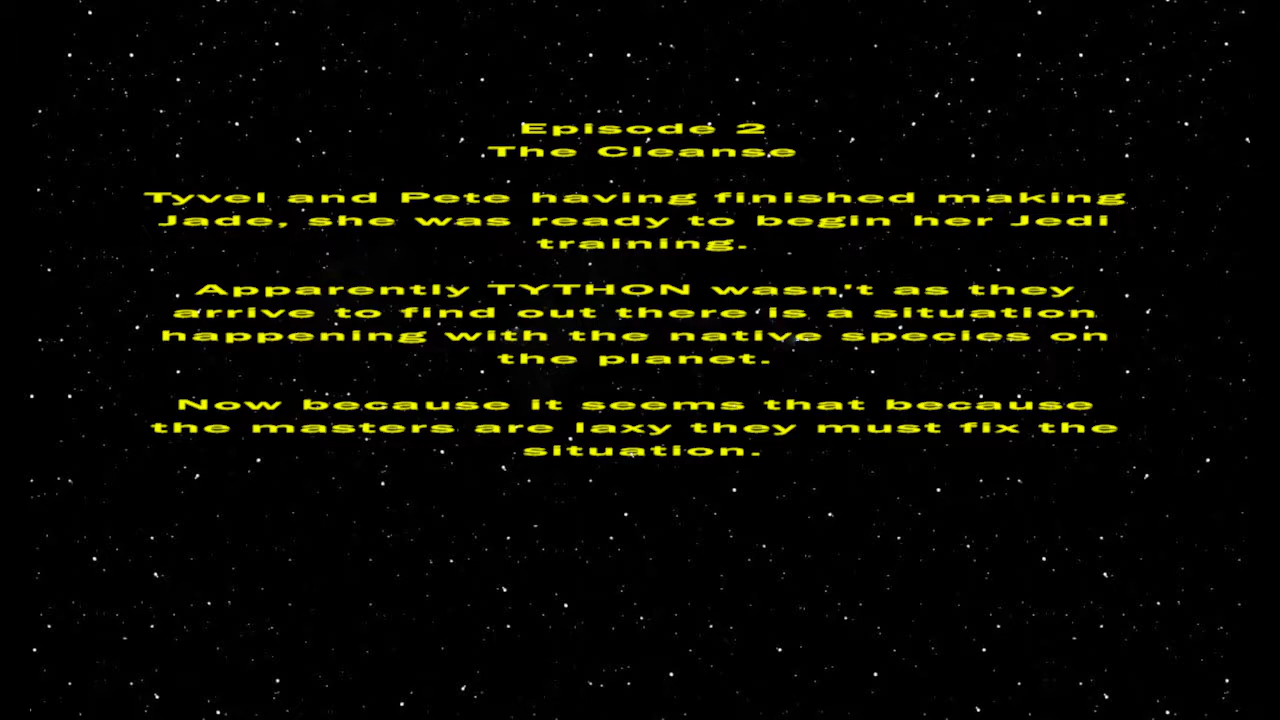 Episode 2
The Cleanse
Tyvel and Pete having finished making
Jade, she was ready to begin her Jedi
training.
Apparently TYTHON wasn't as they
arrive to find out there is a situation
happening with the native species on
the planet.
Now because it seems that because
the masters are laxy they must fix the
situation.